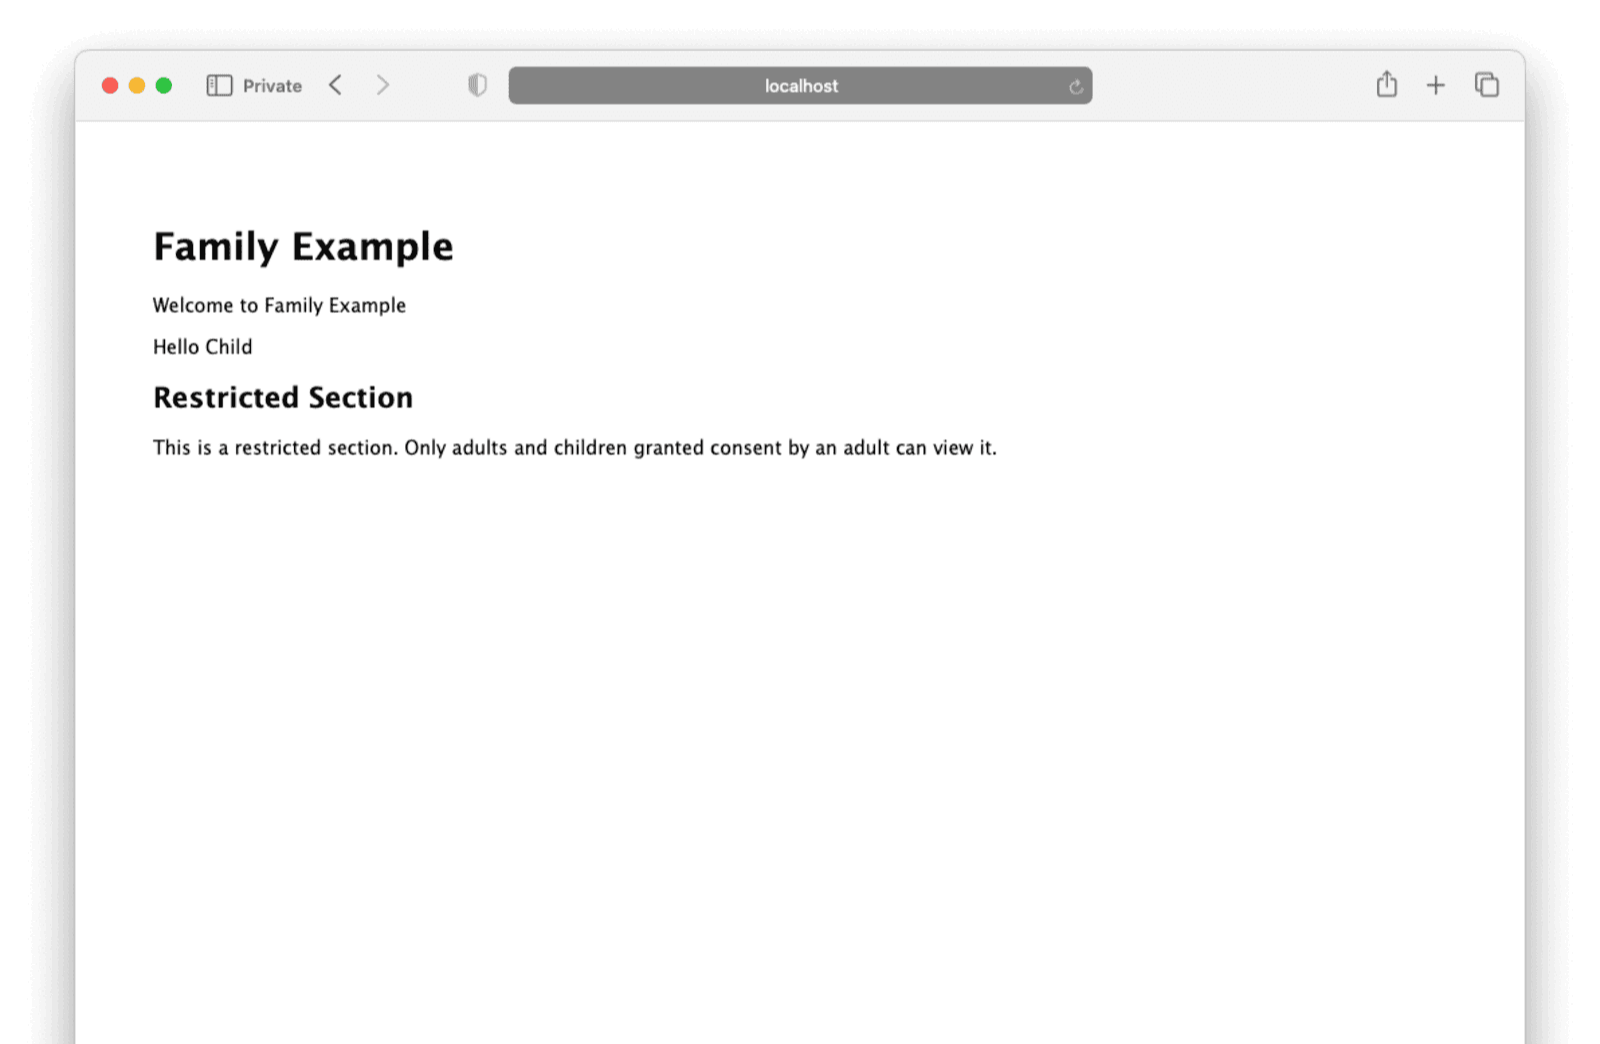 Private
localhost
Family Example
Welcome to Family Example
Hello Child
Restricted Section
This is a restricted section. Only adults and children granted consent by an adult can view it.